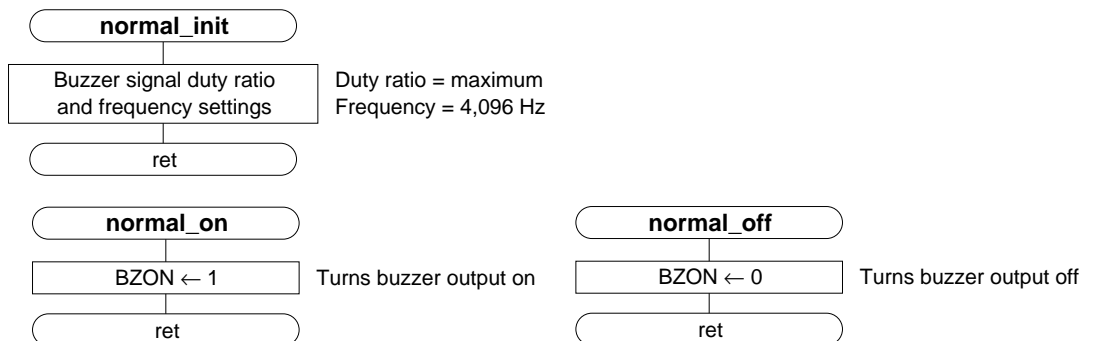 normal_init
Buzzer signal duty ratio
and frequency settings
Duty ratio = maximum
Frequency = 4,096 Hz
ret
normal_on
BZON ← 1
Turns buzzer output on
ret
normal_off
BZON ← 0
Turns buzzer output off
ret